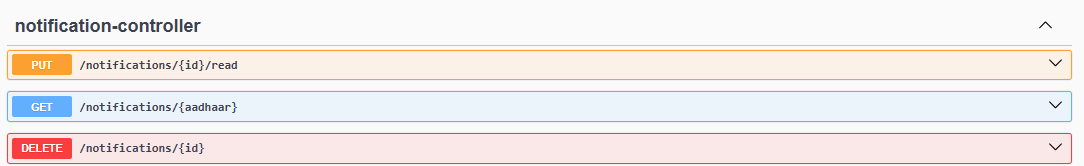 notification-controller
PUT /notifications/{id}/read
GET /notifications/{aadhaar}
DELETE /notifications/{id}